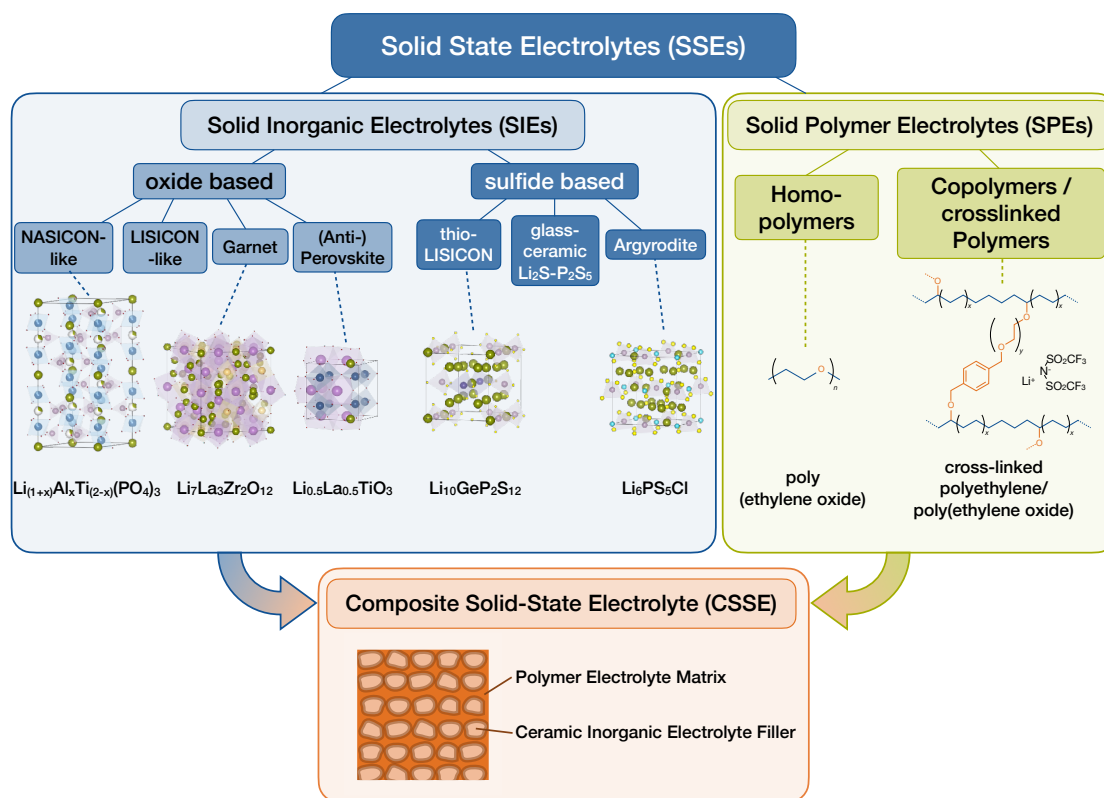 Solid State Electrolytes (SSEs)
Solid Inorganic Electrolytes (SIEs)
oxide based
sulfide based
NASICON-
like
LISICON
-like
Garnet
(Anti-)
Perovskite
thio-
LISICON
glass-
ceramic
Li₂S-P₂S₅
Argyrodite
Li₍₁₊ₓ₎AlₓTi₍₂₋ₓ₎(PO₄)₃
Li₇La₃Zr₂O₁₂
Li₀.₅La₀.₅TiO₃
Li₁₀GeP₂S₁₂
Li₆PS₅Cl
Solid Polymer Electrolytes (SPEs)
Homo-
polymers
Copolymers /
crosslinked
Polymers
O
n
poly
(ethylene oxide)
O
x
x
O
y
O
SO₂CF₃
N⁻
Li⁺
SO₂CF₃
O
x
x
O
cross-linked
polyethylene/
poly(ethylene oxide)
Composite Solid-State Electrolyte (CSSE)
Polymer Electrolyte Matrix
Ceramic Inorganic Electrolyte Filler